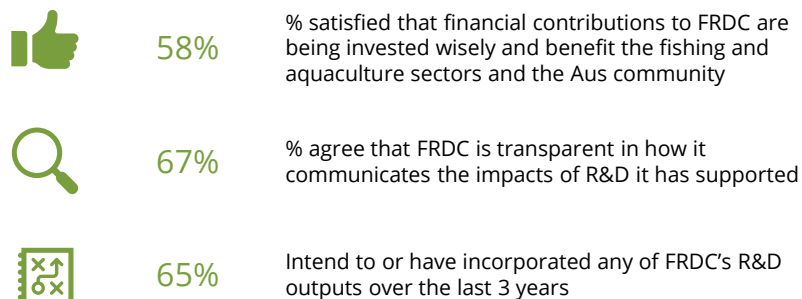 58%
% satisfied that financial contributions to FRDC are
being invested wisely and benefit the fishing and
aquaculture sectors and the Aus community
67%
% agree that FRDC is transparent in how it
communicates the impacts of R&D it has supported
65%
Intend to or have incorporated any of FRDC’s R&D
outputs over the last 3 years